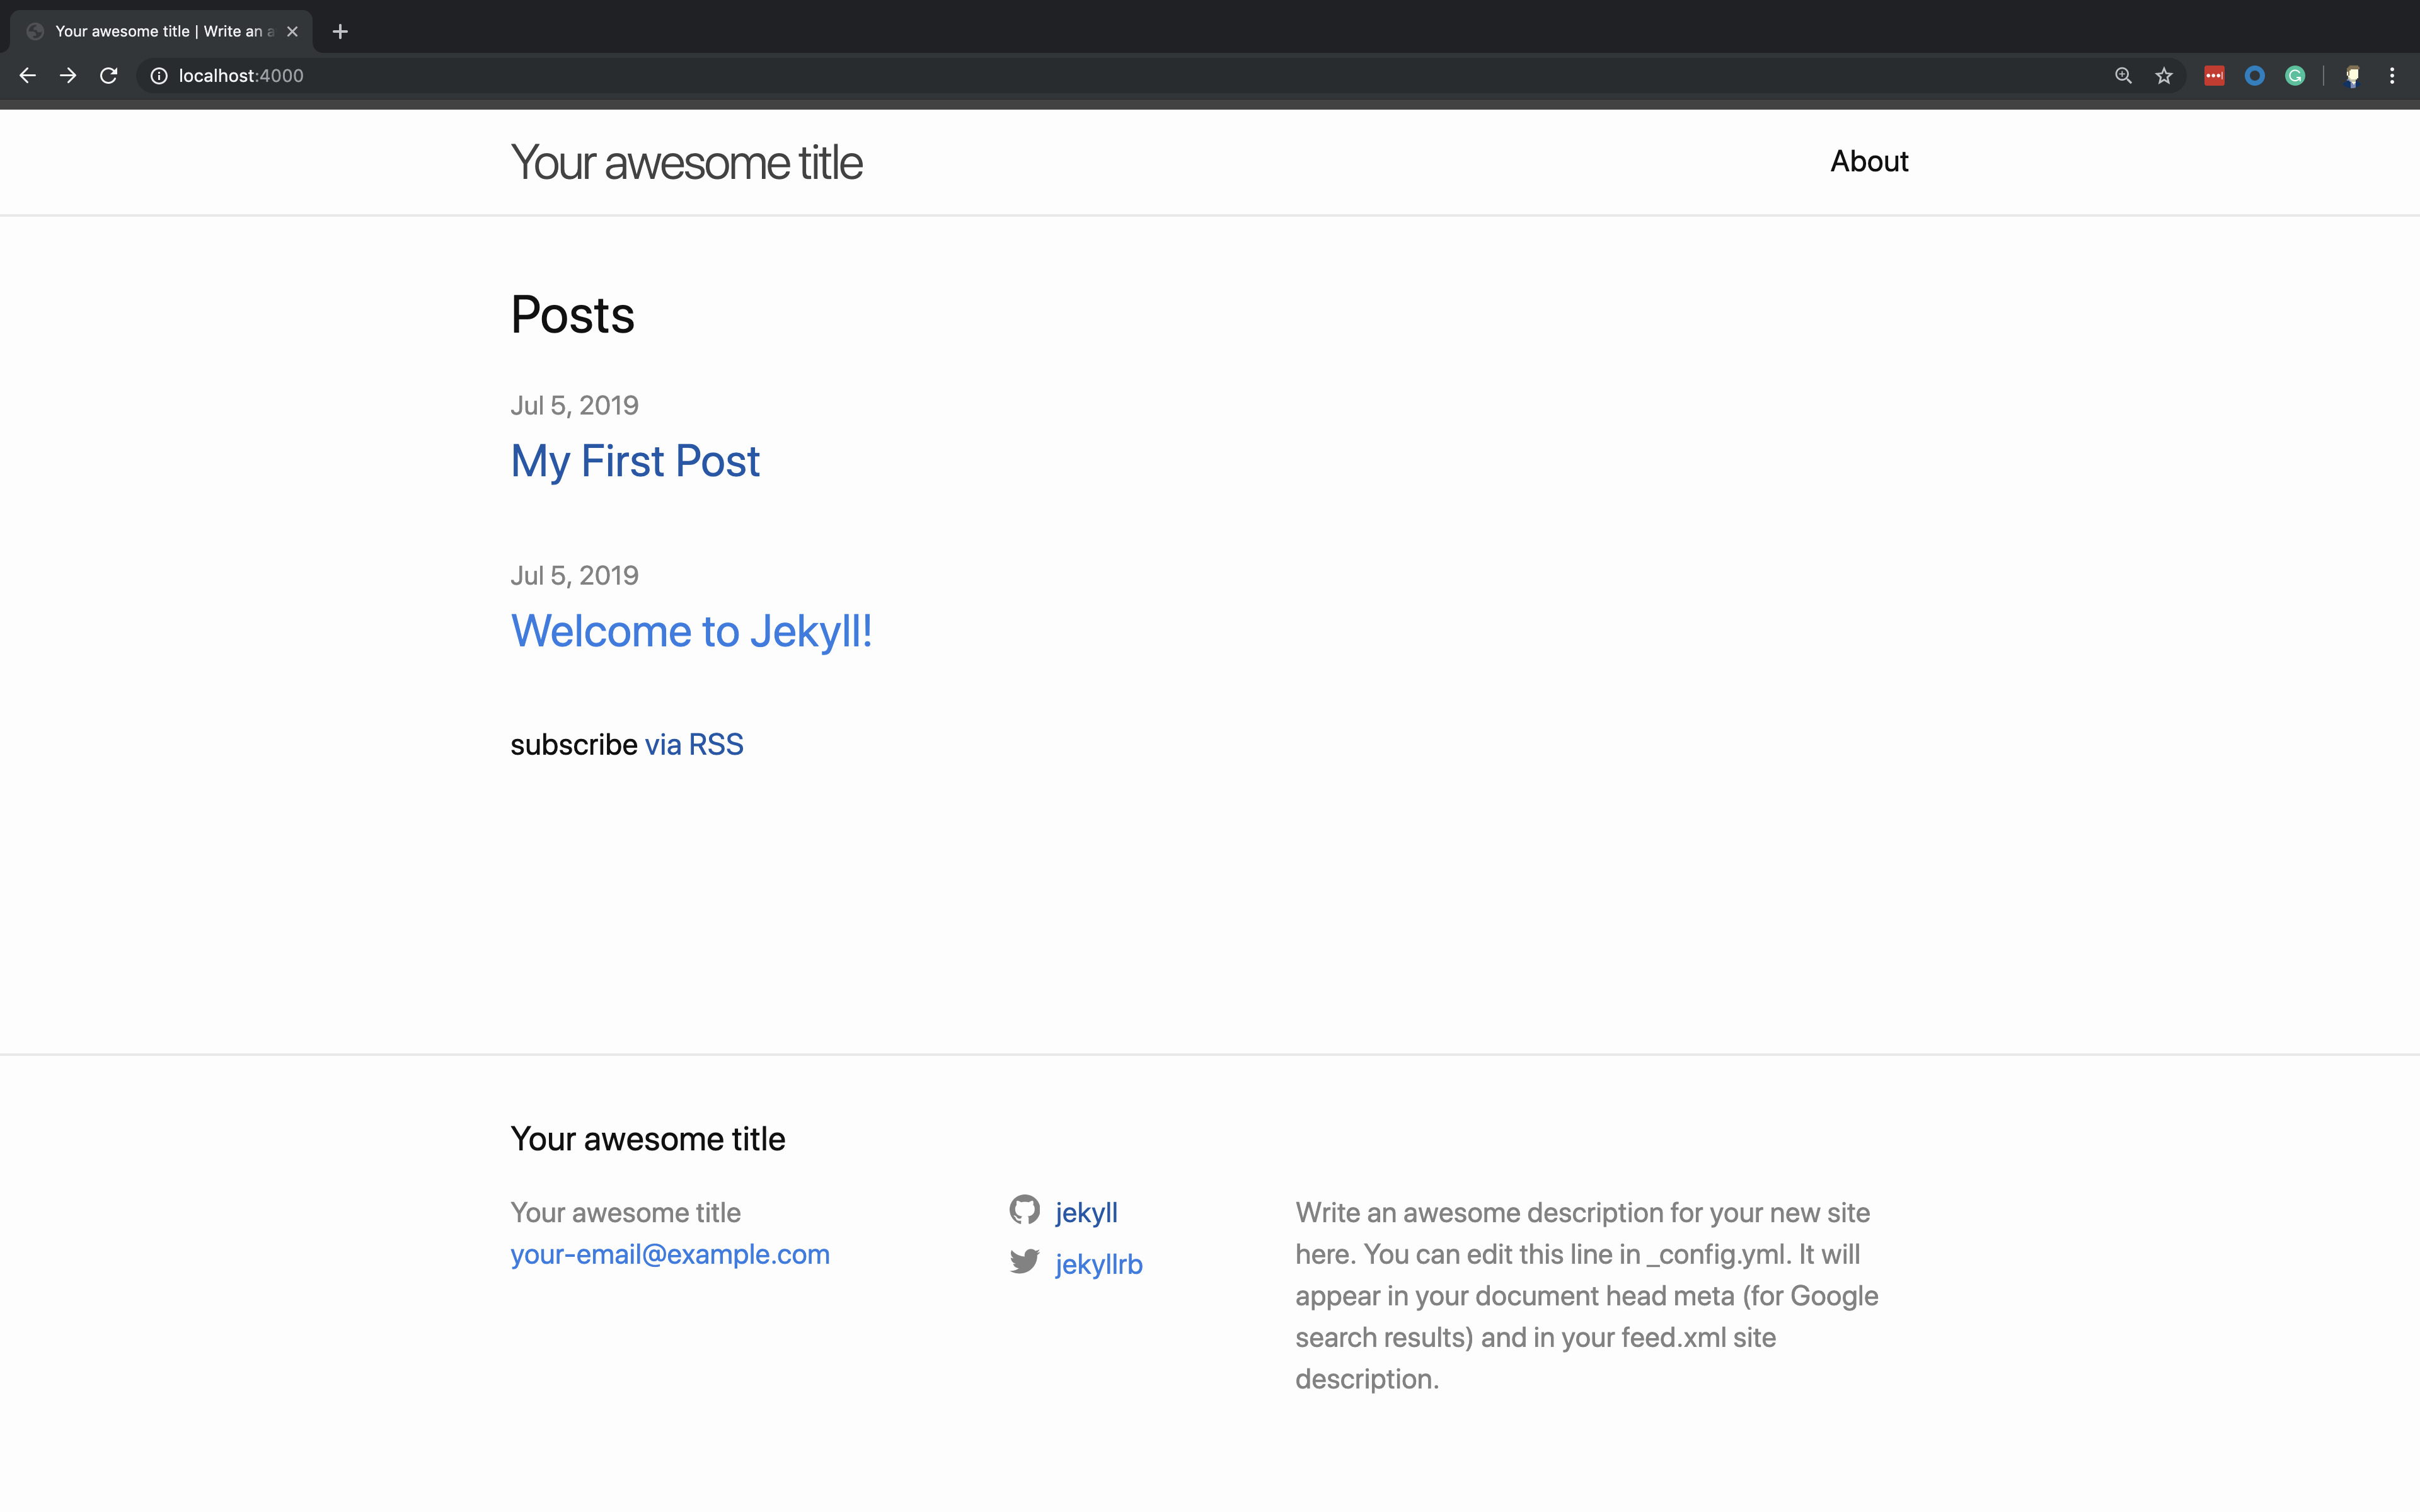 Your awesome title | Write an a
localhost:4000
Your awesome title
About
Posts
Jul 5, 2019
My First Post
Jul 5, 2019
Welcome to Jekyll!
subscribe via RSS
Your awesome title
Your awesome title
your-email@example.com
jekyll
jekyllrb
Write an awesome description for your new site
here. You can edit this line in _config.yml. It will
appear in your document head meta (for Google
search results) and in your feed.xml site
description.